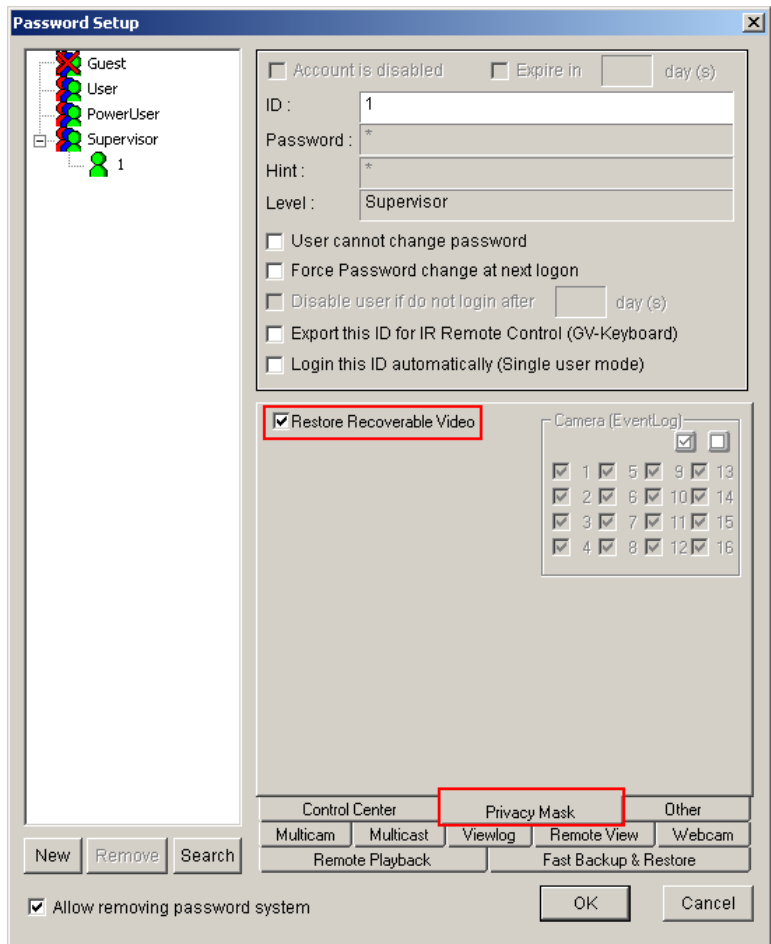 Password Setup
Guest
User
PowerUser
Supervisor
1
Account is disabled
Expire in
day (s)
ID :
1
Password :
*
Hint :
*
Level :
Supervisor
User cannot change password
Force Password change at next logon
Disable user if do not login after
day (s)
Export this ID for IR Remote Control (GV-Keyboard)
Login this ID automatically (Single user mode)
Restore Recoverable Video
Camera (EventLog)
1 5 9 13
2 6 10 14
3 7 11 15
4 8 12 16
Control Center
Privacy Mask
Other
Multicam
Multicast
Viewlog
Remote View
Webcam
Remote Playback
Fast Backup & Restore
New
Remove
Search
Allow removing password system
OK
Cancel